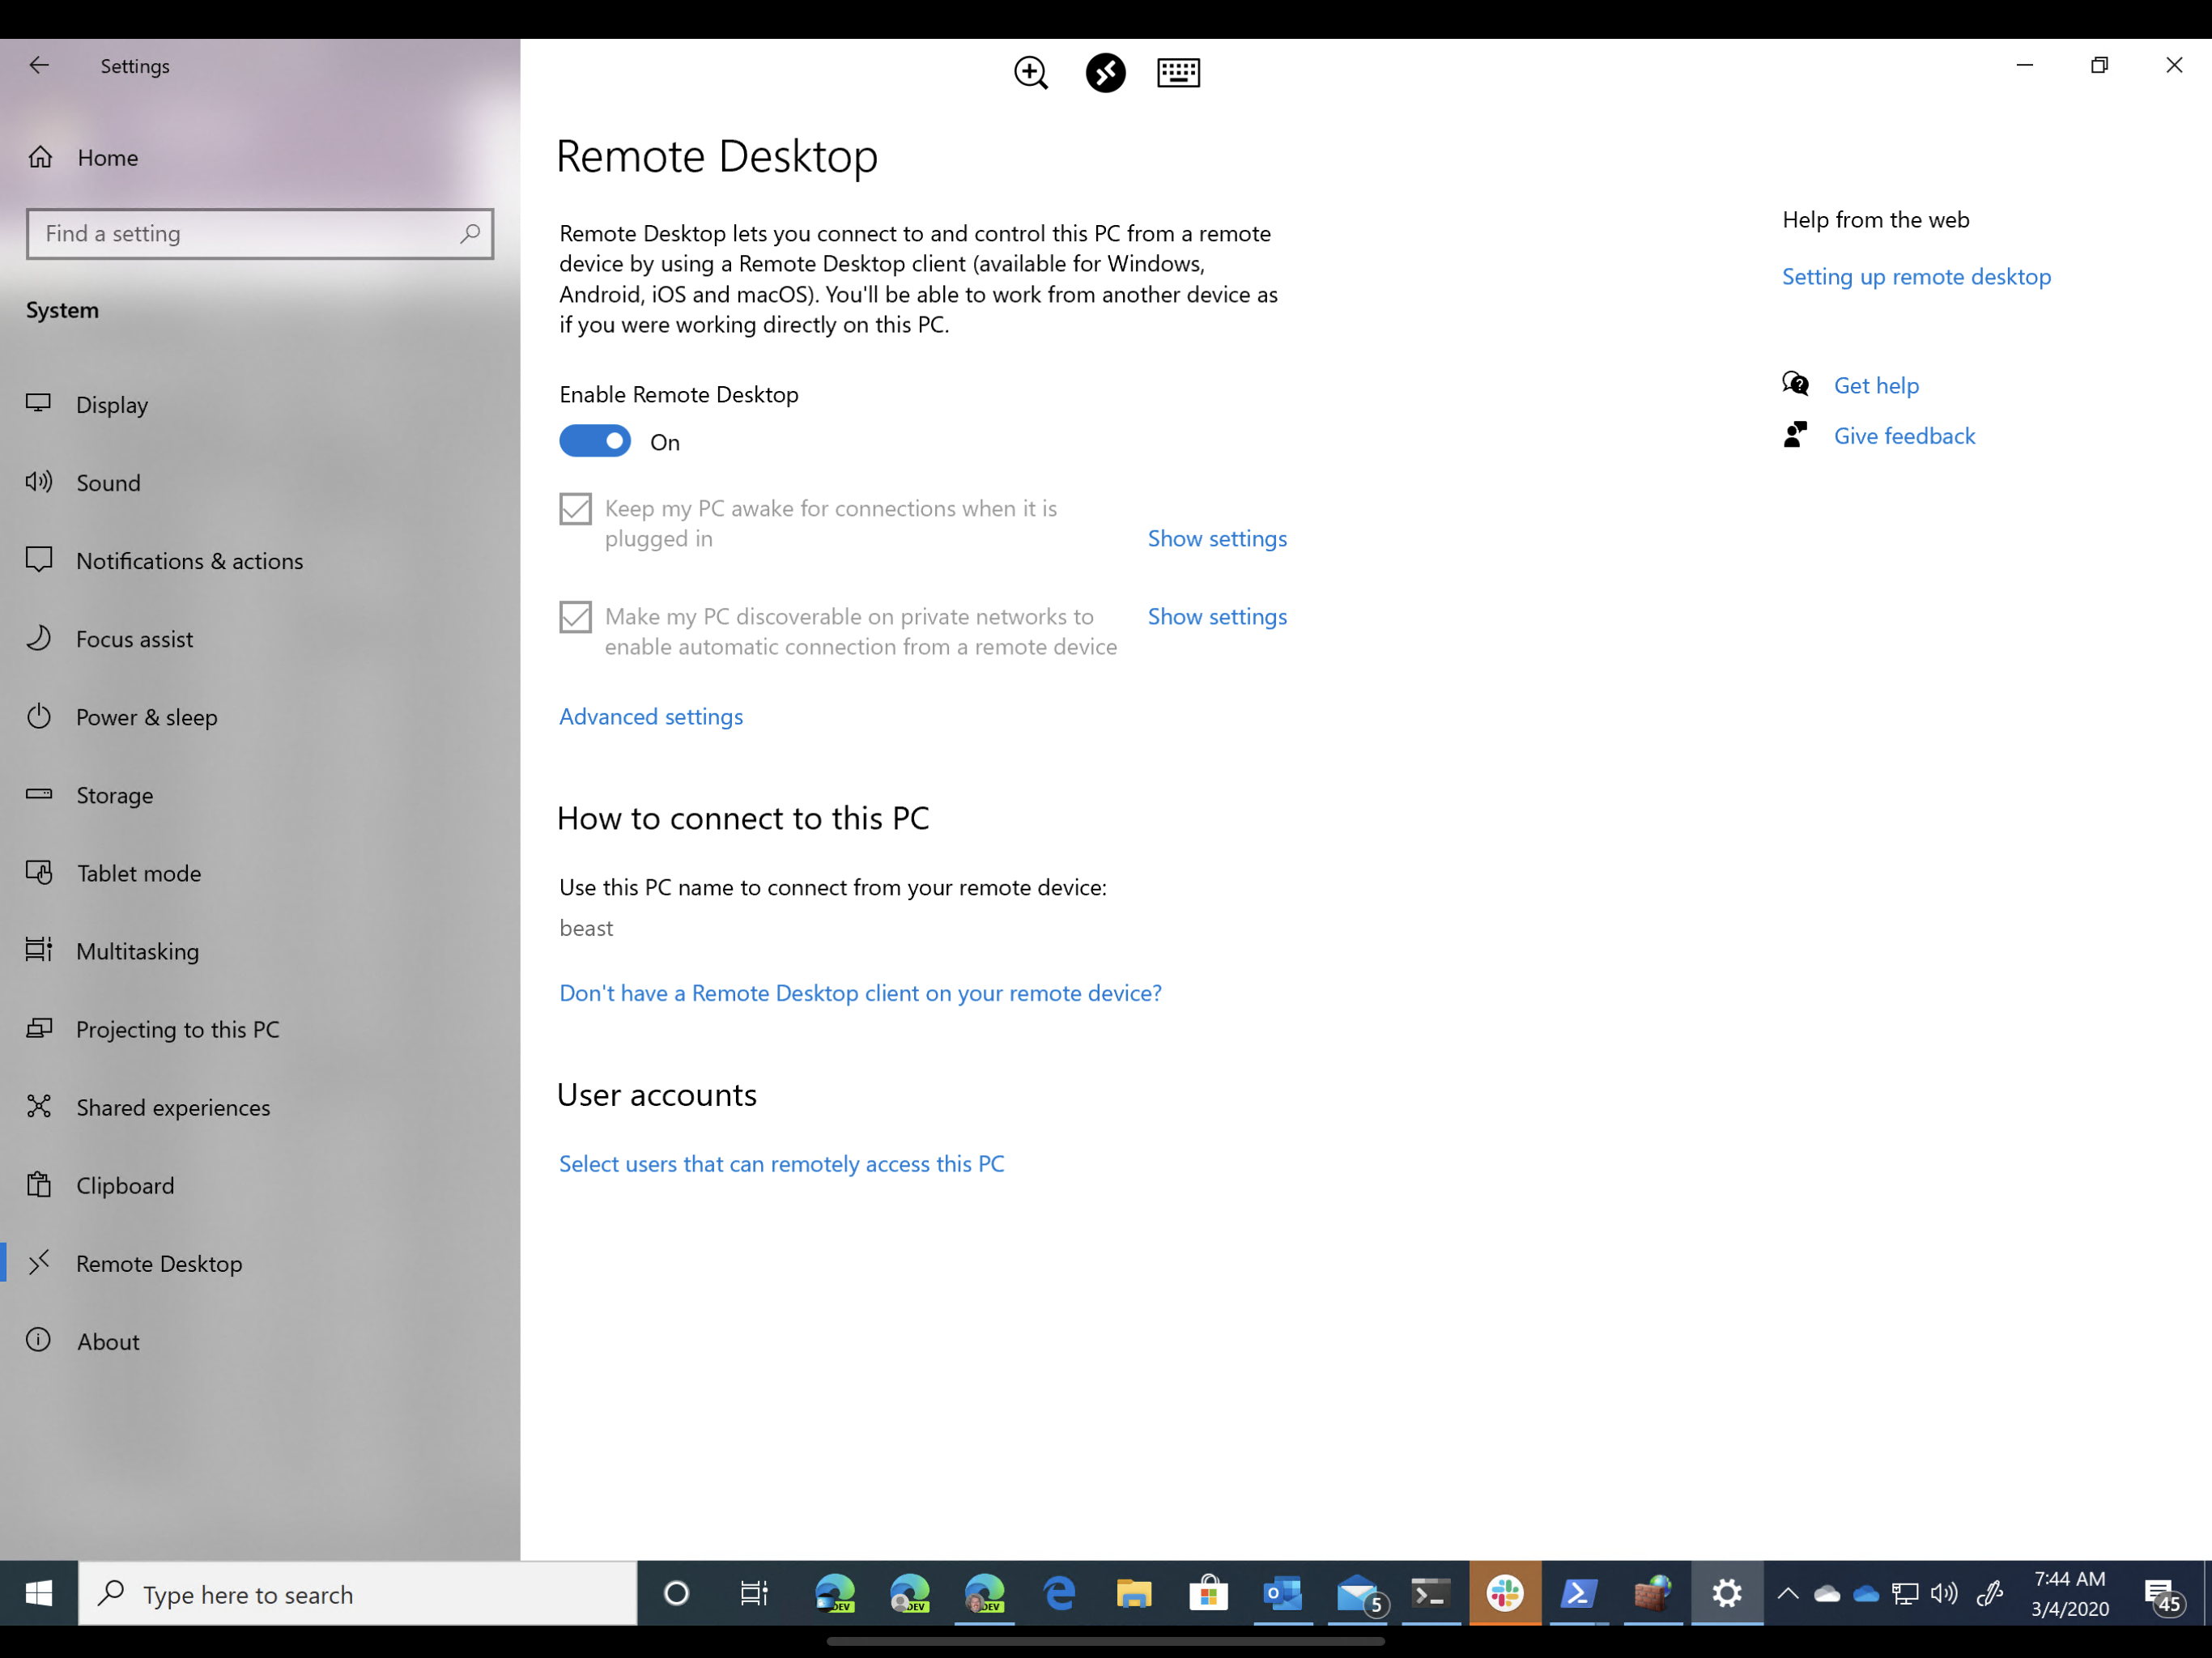 Settings
Home
Find a setting
System
Display
Sound
Notifications & actions
Focus assist
Power & sleep
Storage
Tablet mode
Multitasking
Projecting to this PC
Shared experiences
Clipboard
Remote Desktop
About
Remote Desktop
Remote Desktop lets you connect to and control this PC from a remote
device by using a Remote Desktop client (available for Windows,
Android, iOS and macOS). You'll be able to work from another device as
if you were working directly on this PC.
Enable Remote Desktop
On
Keep my PC awake for connections when it is
plugged in
Show settings
Make my PC discoverable on private networks to
enable automatic connection from a remote device
Show settings
Advanced settings
How to connect to this PC
Use this PC name to connect from your remote device:
beast
Don't have a Remote Desktop client on your remote device?
User accounts
Select users that can remotely access this PC
Help from the web
Setting up remote desktop
Get help
Give feedback
Type here to search
DEV
DEV
DEV
5
7:44 AM
3/4/2020
45